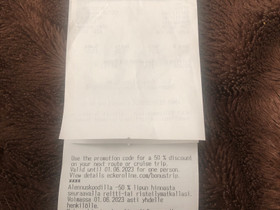 Use the promotion code for a 50 % discount
on your next route or cruise trip.
Valid until 01.06.2023 for one person.
View details eckeroline.com/bonustrip.
****
Alennuskoodilla -50 % lipun hinnasta
seuraavalle reitti-tai risteilymatkallasi.
Voimassa 01.06.2023 asti yhdelle
henkilölle.